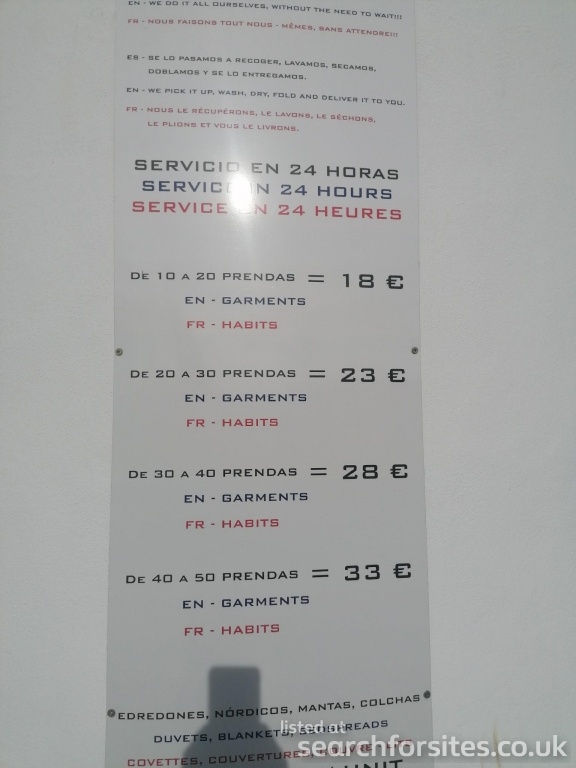 EN - WE DO IT ALL OURSELVES, WITHOUT THE NEED TO WAIT!!!
FR - NOUS FAISONS TOUT NOUS - MÊMES, SANS ATTENDRE!!!
ES - SE LO PASAMOS A RECOGER, LAVAMOS, SECAMOS,
DOBLAMOS Y SE LO ENTREGAMOS.
EN - WE PICK IT UP, WASH, DRY, FOLD AND DELIVER IT TO YOU.
FR - NOUS LE RÉCUPÉRONS, LE LAVONS, LE SÉCHONS,
LE PLIONS ET VOUS LE LIVRONS.
SERVICIO EN 24 HORAS
IN 24 HOURS
SERVICE EN 24 HEURES
DE 10 A 20 PRENDAS = 18 €
EN - GARMENTS
FR - HABITS
DE 20 A 30 PRENDAS = 23 €
EN - GARMENTS
FR - HABITS
DE 30 A 40 PRENDAS = 28 €
EN - GARMENTS
FR - HABITS
DE 40 A 50 PRENDAS = 33 €
EN - GARMENTS
FR - HABITS
EDREDONES, NÓRDICOS, MANTAS, COLCHAS
DUVETS, BLANKETS, BEDSPREADS
COVETTES, COUVERTURES,
listed at
searchforsites.co.uk